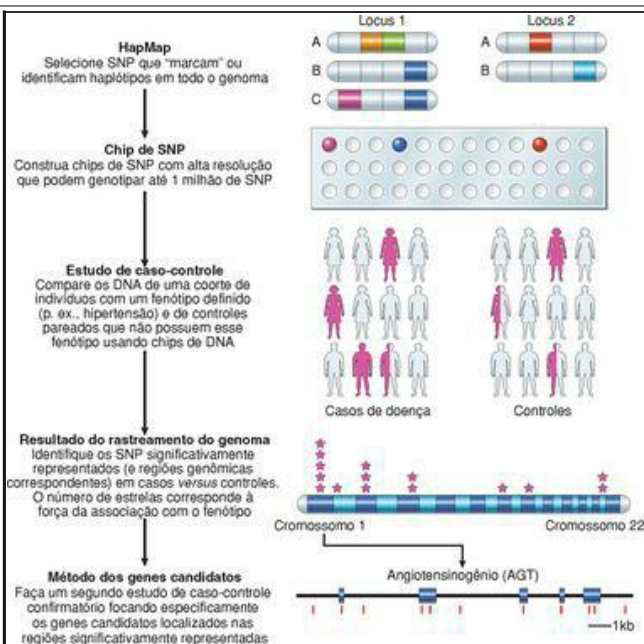 HapMap
Selecione SNP que “marcam” ou
identificam haplótipos em todo o genoma
Locus 1
Locus 2
A
B
C
A
B
Chip de SNP
Construa chips de SNP com alta resolução
que podem genotipar até 1 milhão de SNP
Estudo de caso-controle
Compare os DNA de uma coorte de
indivíduos com um fenótipo definido
(p. ex., hipertensão) e de controles
pareados que não possuem esse
fenótipo usando chips de DNA
Casos de doença
Controles
Resultado do rastreamento do genoma
Identifique os SNP significativamente
representados (e regiões genômicas
correspondentes) em casos versus controles.
O número de estrelas corresponde à
força da associação com o fenótipo
Cromossomo 1
Cromossomo 22
Método dos genes candidatos
Faça um segundo estudo de caso-controle
confirmatório focando especificamente
os genes candidatos localizados nas
regiões significativamente representadas
Angiotensinogênio (AGT)
1kb